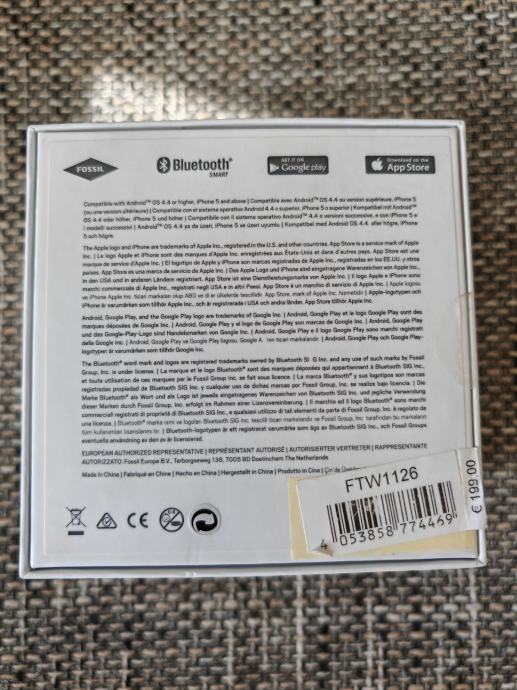 FOSSIL
Bluetooth®
SMART
GET IT ON
Google play
Download on the
App Store
Compatible with Android™ OS 4.4 or higher, iPhone 5 and above | Compatible avec Android™ OS 4.4 ou version supérieure, iPhone 5
(ou une version ultérieure) | Compatible con el sistema operativo Android 4.4 o superior, iPhone 5 o superior | Kompatibel mit Android™
OS 4.4 oder höher, iPhone 5 und höher | Compatibile con il sistema operativo Android™ 4.4 o versioni successive, e con iPhone 5 e
i modelli successivi | Android™ OS 4.4 ya da üzeri, iPhone 5 ve üzeri uyumlu | Kompatibel med Android 4.4. aller högre, iPhone
5 och högre.
The Apple logo and iPhone are trademarks of Apple Inc., registered in the U.S. and other countries. App Store is a service mark of Apple
Inc. | Le logo Apple et iPhone sont des marques d'Apple Inc. enregistrées aux États-Unis et dans d'autres pays. App Store est une
marque de service d'Apple Inc. | El logotipo de Apple y iPhone son marcas registradas de Apple Inc., registradas en los EE.UU. y otros
países. App Store es una marca de servicio de Apple Inc. | Das Apple Logo und iPhone sind eingetragene Warenzeichen von Apple Inc.,
in den USA und in anderen Ländern registriert. App Store ist eine Dienstleistungsmarke von Apple Inc. | Il logo Apple e iPhone sono
marchi commerciali di Apple Inc., registrati negli USA e in altri Paesi. App Store è un marchio di servizio di Apple Inc. | Apple logosu
ve iPhone Apple Inc. ticari markaları olup ABD ve diğer ülkelerde tescillidir. App Store, Apple Inc. hizmetidir | Apple-logotypen och
iPhone är varumärken som tillhör Apple Inc. och är registrerade i USA och andra länder. App Store tillhör Apple Inc.
Android, Google Play, and the Google Play logo are trademarks of Google Inc. | Android, Google Play et le logo Google Play sont des
marques déposées de Google Inc. | Android, Google Play y el logo de Google Play son marcas de Google Inc. | Android, Google Play
und das Google-Play-Logo sind Handelsmarken von Google Inc. | Android, Google Play e il logo Google Play sono marchi registrati
delle società Google Inc. | Android, Google Play ve Google Play logosu, Google ticari markalarıdır. | Android, Google Play och Google Play-
logotypen är varumärken som tillhör Google Inc.
The Bluetooth® word mark and logos are registered trademarks owned by Bluetooth SIG Inc. and any use of such marks by Fossil
Group, Inc. is under license. | La marque et le logo Bluetooth® sont des marques déposées qui appartiennent à Bluetooth SIG Inc.,
et toute utilisation de ces marques par le Fossil Group, Inc. se fait sous licence. | La marca Bluetooth® y sus logotipos son marcas
registradas propiedad de Bluetooth SIG Inc. y cualquier uso de dichas marcas por Fossil Group, Inc. se realiza bajo licencia. | Die
Marke Bluetooth® als Wort und als Logo ist jeweils eingetragenes Warenzeichen von Bluetooth SIG Inc. und jegliche Verwendung
dieser Marken durch Fossil Group, Inc. erfolgt im Rahmen einer Lizenzvereinbarung. | Il marchio ed il logo Bluetooth® sono marchi
commerciali registrati di proprietà di Bluetooth SIG Inc., e qualsiasi utilizzo di tali elementi da parte di Fossil Group, Inc. è regolato da
una licenza. | Bluetooth® marka ismi ve logoları Bluetooth SIG Inc. tescilli ticari markalarıdır ve Fossil Group, Inc. tarafından bu markaların
tüm kullanımları lisanslanmıştır. | Bluetooth-logotypen är ett registrerat varumärke som ägs av Bluetooth SIG Inc., och Fossil Groups
eventuella användning av den av är licensierad.
EUROPEAN AUTHORIZED REPRESENTATIVE | REPRÉSENTANT AUTORISÉ | AUTORISIERTER VERTRETER | RAPPRESENTANTE
AUTORIZZATO: Fossil Europe B.V., Terborgseweg 138, 7005 BD Doetinchem The Netherlands
Made in China | Fabriqué en Chine | Hecho en China | Hergestellt in China | Prodotto in Cina | Çin'de
CE
FTW1126
4 053858 774469
€ 199.00